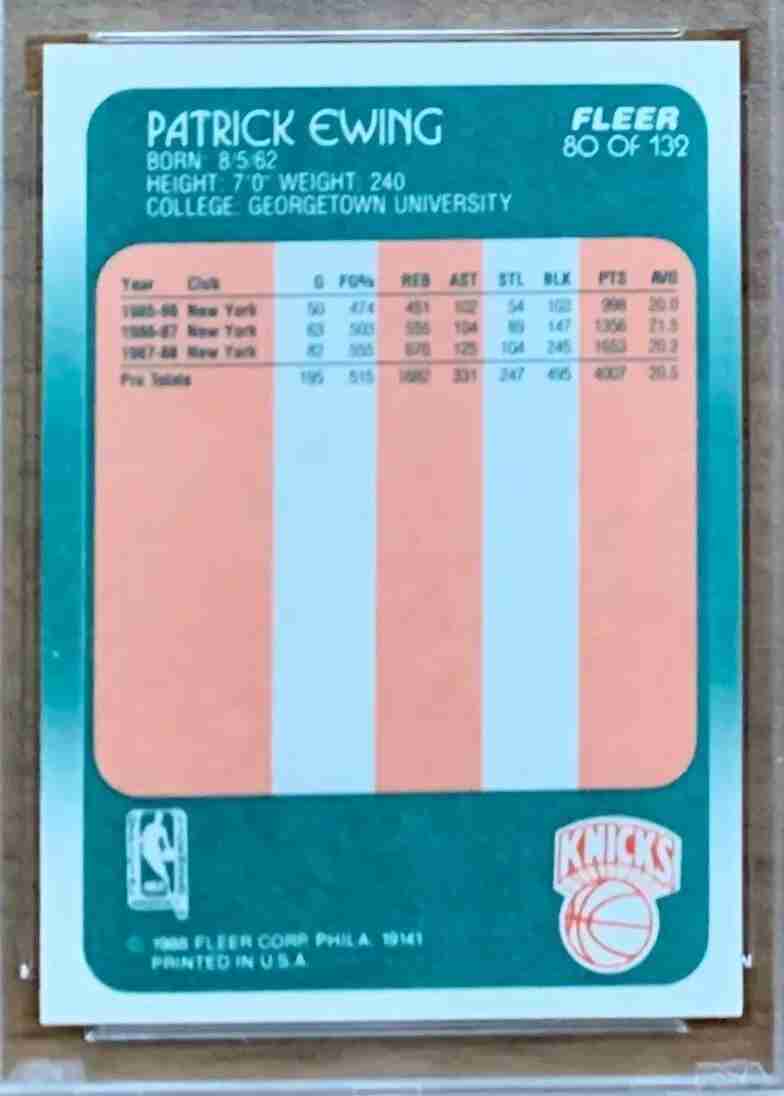 PATRICK EWING
FLEER
80 OF 132
BORN: 8/5/62
HEIGHT: 7'0" WEIGHT: 240
COLLEGE: GEORGETOWN UNIVERSITY
Year Club G FG% REB AST STL BLK PTS AVG
1985-86 New York 50 .474 451 102 54 103 998 20.0
1986-87 New York 63 .503 555 104 89 147 1356 21.5
1987-88 New York 82 .555 676 125 104 245 1653 20.2
Pro Totals 195 .515 1682 331 247 495 4007 20.5
KNICKS
© 1988 FLEER CORP. PHILA. 19141
PRINTED IN U.S.A.